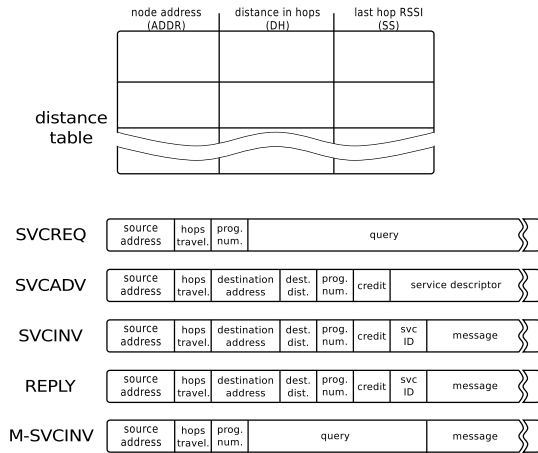 node address distance in hops last hop RSSI
(ADDR) (DH) (SS)
distance
table
SVCREQ source address hops travel. prog. num. query
SVCADV source address hops travel. destination address dest. dist. prog. num. credit service descriptor
SVCINV source address hops travel. destination address dest. dist. prog. num. credit svc ID message
REPLY source address hops travel. destination address dest. dist. prog. num. credit svc ID message
M-SVCINV source address hops travel. prog. num. query message